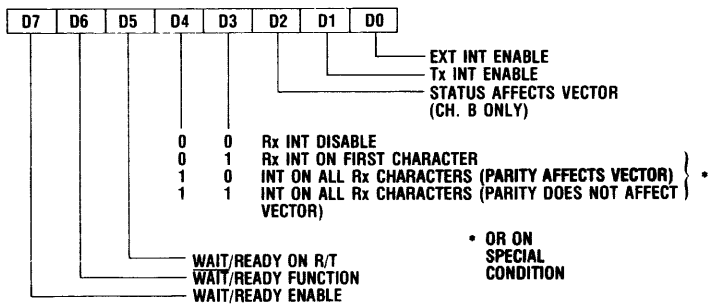 D7 D6 D5 D4 D3 D2 D1 D0
EXT INT ENABLE
Tx INT ENABLE
STATUS AFFECTS VECTOR
(CH. B ONLY)
0 0 Rx INT DISABLE
0 1 Rx INT ON FIRST CHARACTER
1 0 INT ON ALL Rx CHARACTERS (PARITY AFFECTS VECTOR)
1 1 INT ON ALL Rx CHARACTERS (PARITY DOES NOT AFFECT
VECTOR)
*
* OR ON
SPECIAL
CONDITION
WAIT/READY ON R/T
WAIT/READY FUNCTION
WAIT/READY ENABLE